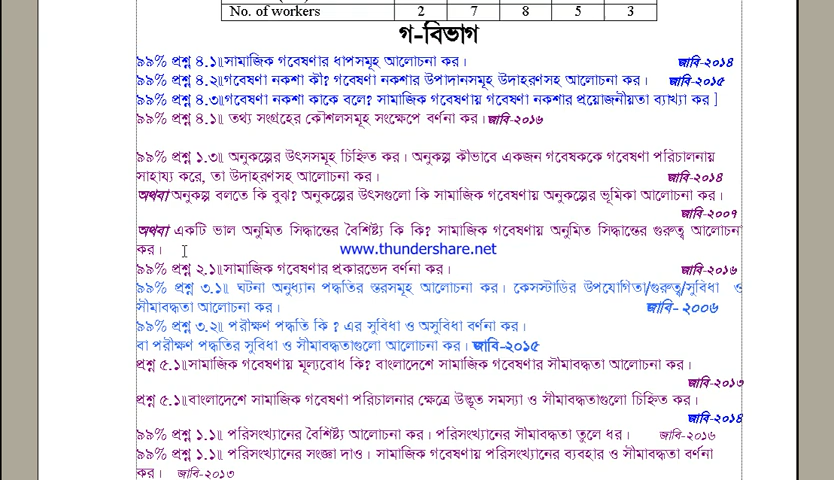 No. of workers 2 7 8 5 3
গ-বিভাগ
৯৯% প্রশ্ন ৪.১॥সামাজিক গবেষণার ধাপসমূহ আলোচনা কর। জাবি-২০১৪
৯৯% প্রশ্ন ৪.২॥গবেষণা নকশা কী? গবেষণা নকশার উপাদানসমূহ উদাহরণসহ আলোচনা কর। জাবি-২০১৫
৯৯% প্রশ্ন ৪.৩॥গবেষণা নকশা কাকে বলে? সামাজিক গবেষণায় গবেষণা নকশার প্রয়োজনীয়তা ব্যাখ্যা কর ]
৯৯% প্রশ্ন ৪.১॥ তথ্য সংগ্রহের কৌশলসমূহ সংক্ষেপে বর্ণনা কর। জাবি-২০১৬
৯৯% প্রশ্ন ১.৩॥ অনুকল্পের উৎসসমূহ চিহ্নিত কর। অনুকল্প কীভাবে একজন গবেষককে গবেষণা পরিচালনায়
সাহায্য করে, তা উদাহরণসহ আলোচনা কর। জাবি-২০১৪
অথবা অনুকল্প বলতে কি বুঝ? অনুকল্পের উৎসগুলো কি সামাজিক গবেষণায় অনুকল্পের ভূমিকা আলোচনা কর।
জাবি-২০০৭
অথবা একটি ভাল অনুমিত সিদ্ধান্তের বৈশিষ্ট্য কি কি? সামাজিক গবেষণায় অনুমিত সিদ্ধান্তের গুরুত্ব আলোচনা
কর। www.thundershare.net
৯৯% প্রশ্ন ২.১॥সামাজিক গবেষণার প্রকারভেদ বর্ণনা কর। জাবি-২০১৬
৯৯% প্রশ্ন ৩.১॥ ঘটনা অনুধ্যান পদ্ধতির স্তরসমূহ আলোচনা কর। কেসস্টাডির উপযোগিতা/গুরুত্ব/সুবিধা ও
সীমাবদ্ধতা আলোচনা কর। জাবি- ২০০৬
৯৯% প্রশ্ন ৩.২॥ পরীক্ষণ পদ্ধতি কি ? এর সুবিধা ও অসুবিধা বর্ণনা কর।
বা পরীক্ষণ পদ্ধতির সুবিধা ও সীমাবদ্ধতাগুলো আলোচনা কর। জাবি-২০১৫
প্রশ্ন ৫.১॥সামাজিক গবেষণায় মূল্যবোধ কি? বাংলাদেশে সামাজিক গবেষণার সীমাবদ্ধতা আলোচনা কর।
জাবি-২০১৩
প্রশ্ন ৫.১॥বাংলাদেশে সামাজিক গবেষণা পরিচালনার ক্ষেত্রে উদ্ভূত সমস্যা ও সীমাবদ্ধতাগুলো চিহ্নিত কর।
জাবি-২০১৪
৯৯% প্রশ্ন ১.১॥ পরিসংখ্যানের বৈশিষ্ট্য আলোচনা কর। পরিসংখ্যানের সীমাবদ্ধতা তুলে ধর। জাবি-২০১৬
৯৯% প্রশ্ন ১.১॥ পরিসংখ্যানের সংজ্ঞা দাও। সামাজিক গবেষণায় পরিসংখ্যানের ব্যবহার ও সীমাবদ্ধতা বর্ণনা
কর। জাবি-২০১৩